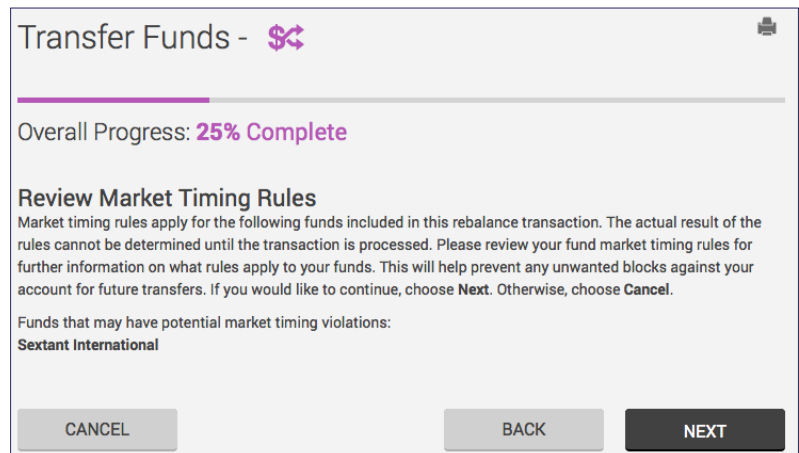 Transfer Funds -
Overall Progress: 25% Complete
Review Market Timing Rules
Market timing rules apply for the following funds included in this rebalance transaction. The actual result of the
rules cannot be determined until the transaction is processed. Please review your fund market timing rules for
further information on what rules apply to your funds. This will help prevent any unwanted blocks against your
account for future transfers. If you would like to continue, choose Next. Otherwise, choose Cancel.
Funds that may have potential market timing violations:
Sextant International
CANCEL BACK NEXT